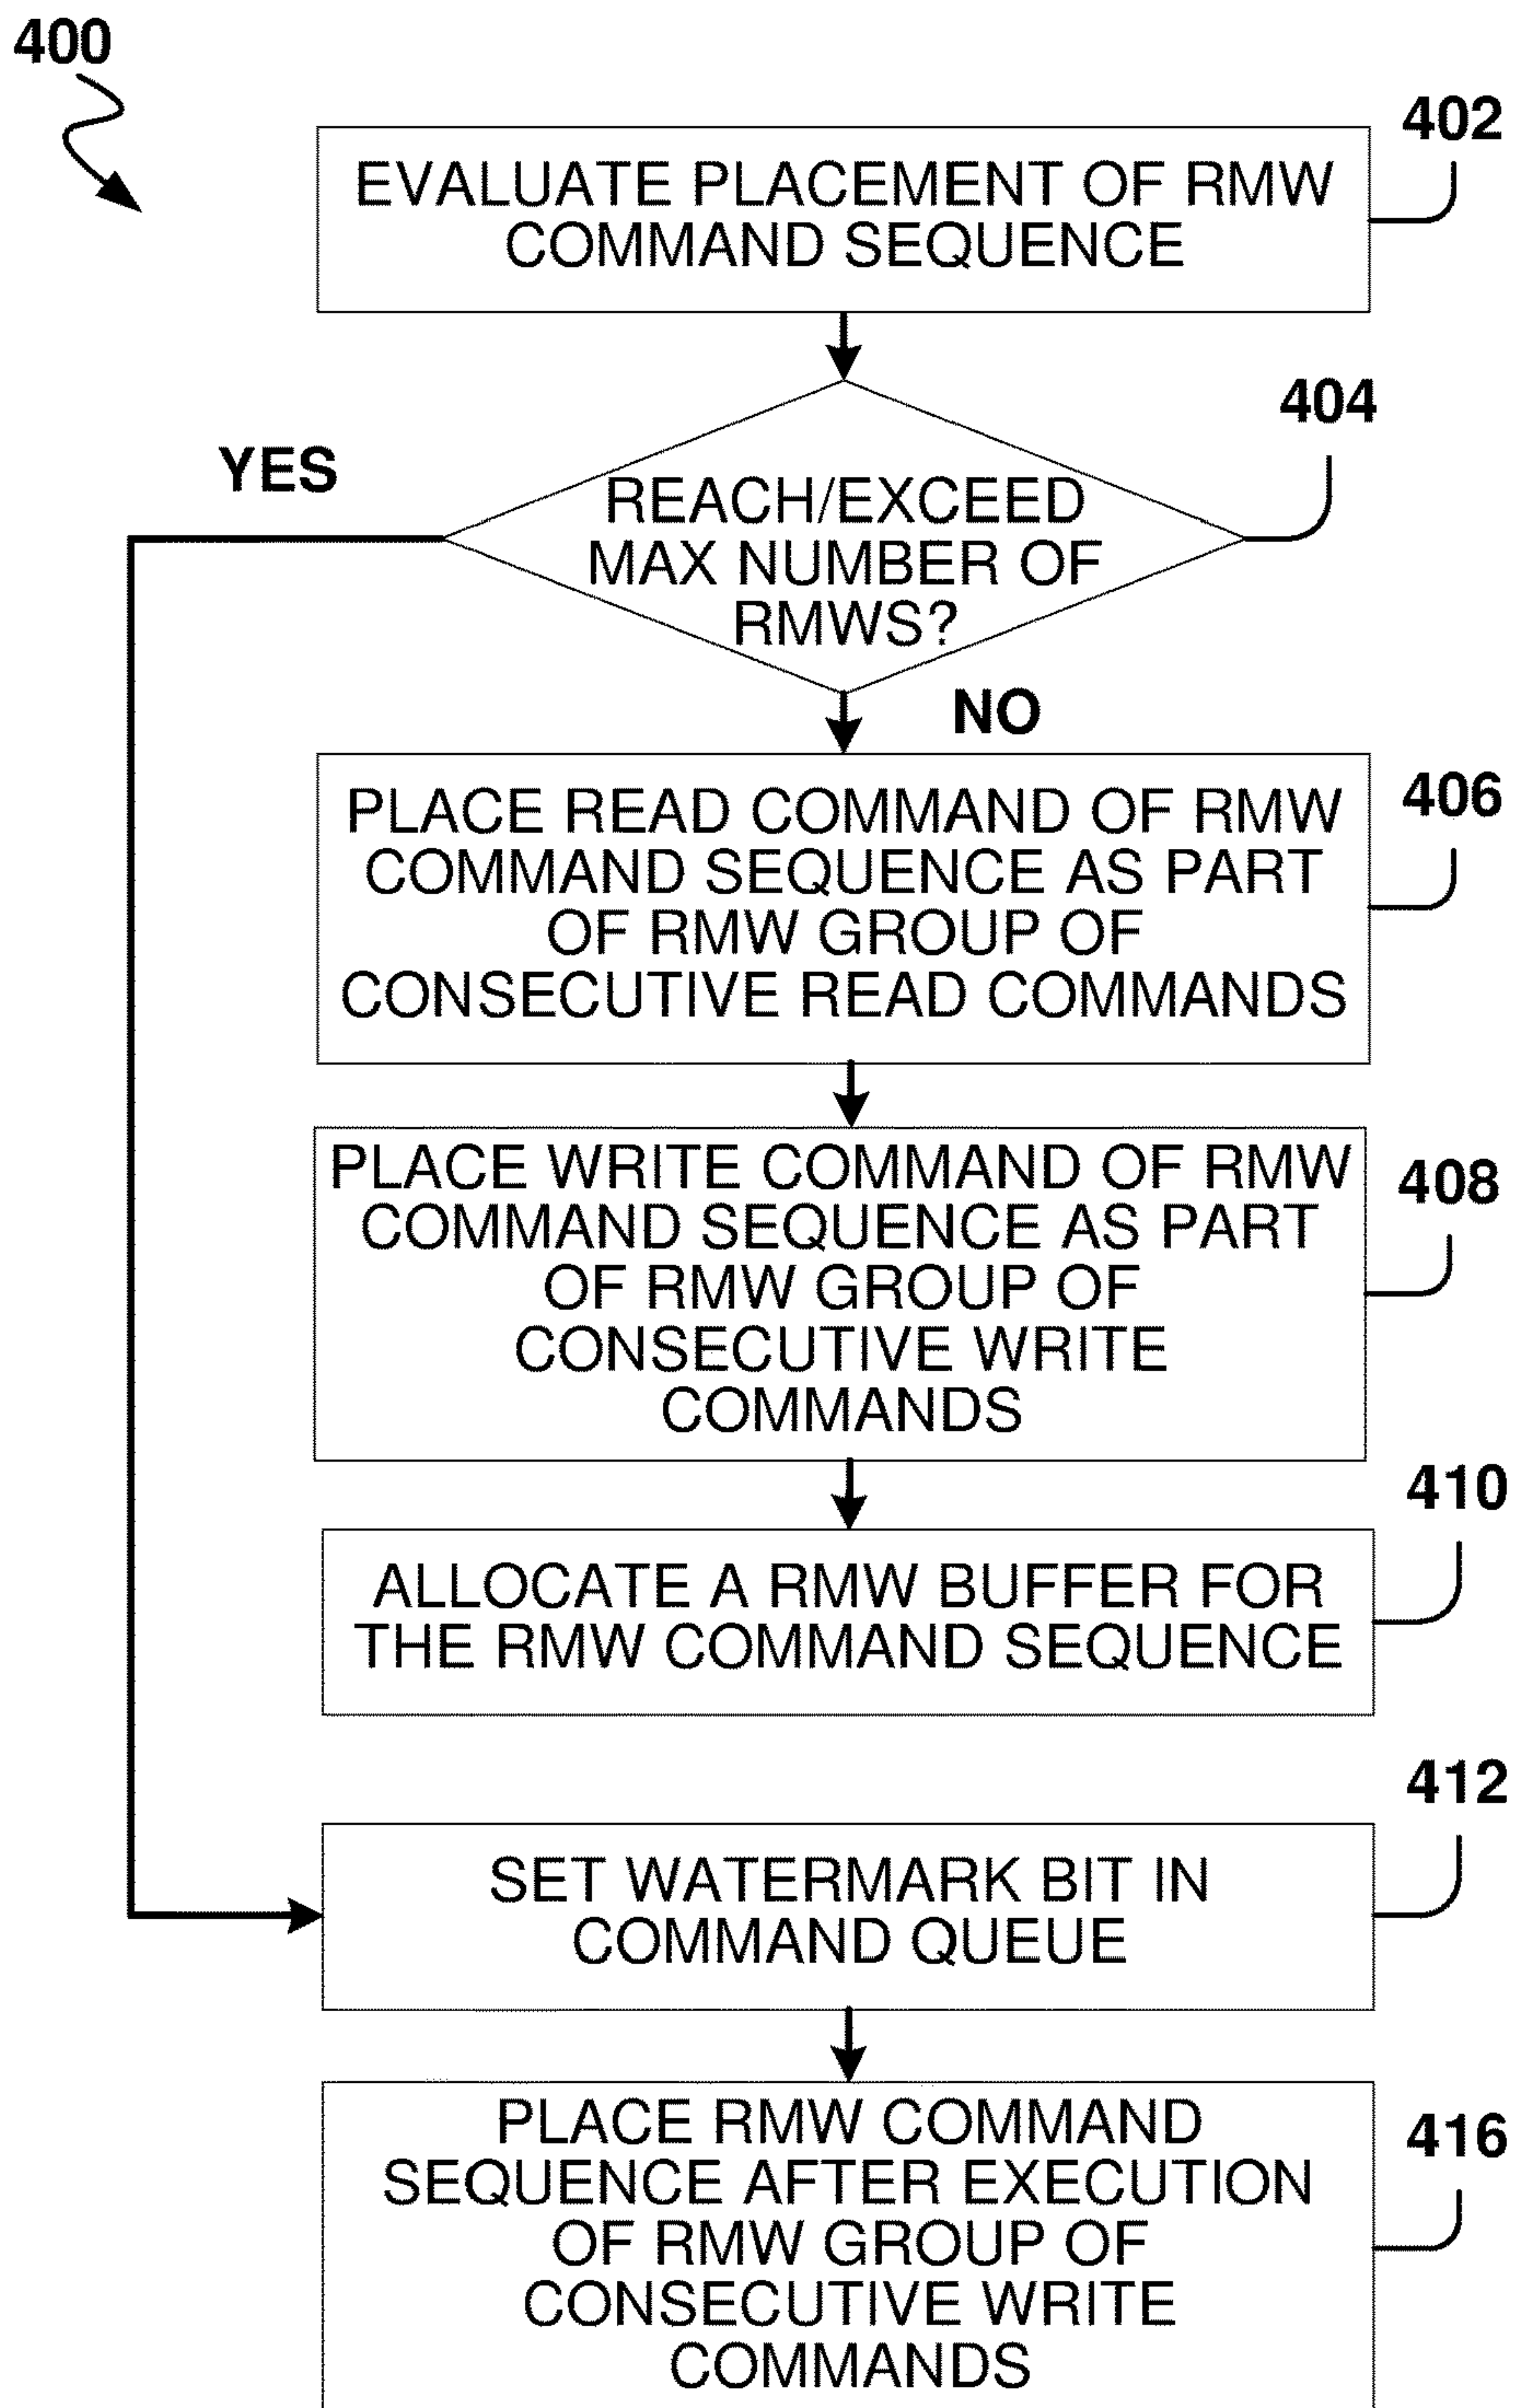 400
402
EVALUATE PLACEMENT OF RMW
COMMAND SEQUENCE
404
YES
REACH/EXCEED
MAX NUMBER OF
RMWS?
NO
406
PLACE READ COMMAND OF RMW
COMMAND SEQUENCE AS PART
OF RMW GROUP OF
CONSECUTIVE READ COMMANDS
408
PLACE WRITE COMMAND OF RMW
COMMAND SEQUENCE AS PART
OF RMW GROUP OF
CONSECUTIVE WRITE
COMMANDS
410
ALLOCATE A RMW BUFFER FOR
THE RMW COMMAND SEQUENCE
412
SET WATERMARK BIT IN
COMMAND QUEUE
416
PLACE RMW COMMAND
SEQUENCE AFTER EXECUTION
OF RMW GROUP OF
CONSECUTIVE WRITE
COMMANDS